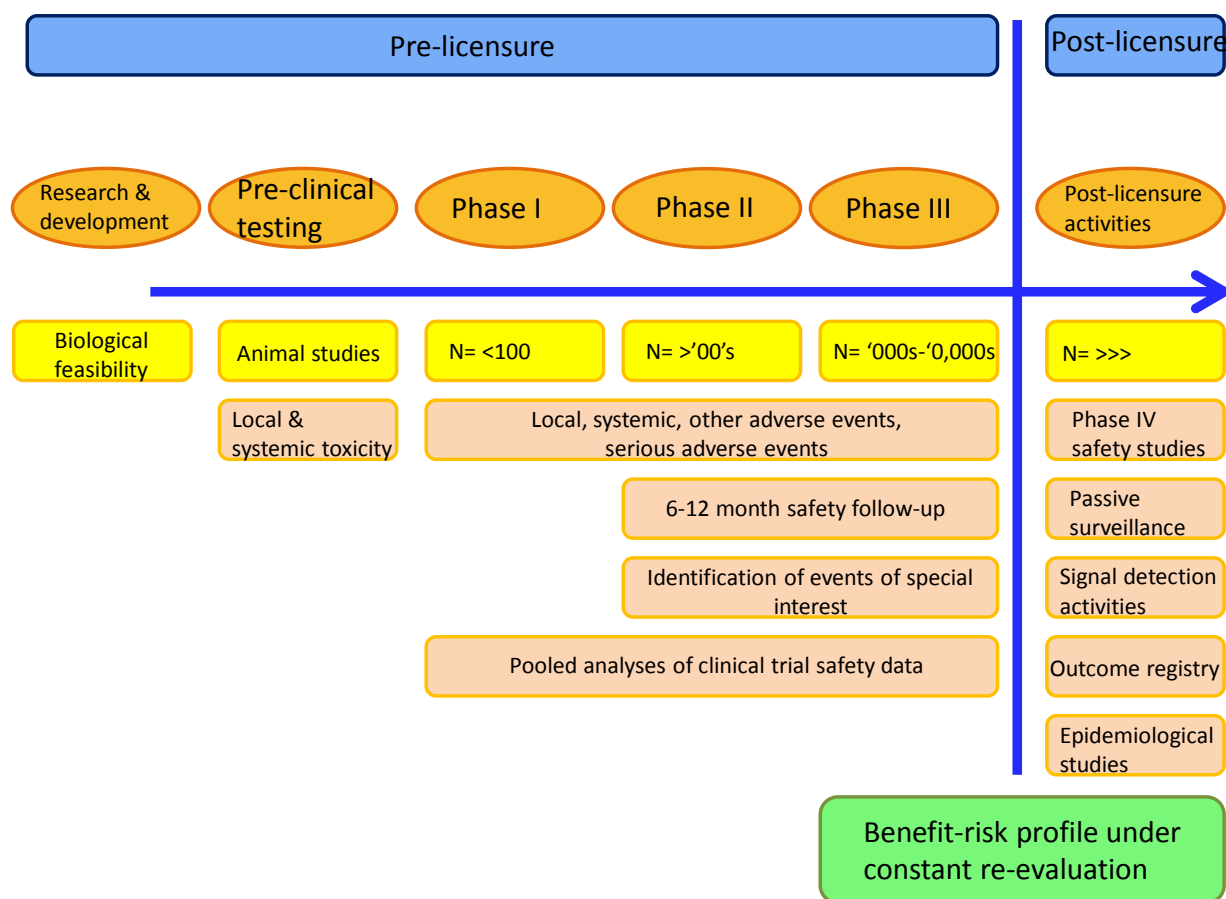 Pre-licensure
Post-licensure
Research &
development
Pre-clinical
testing
Phase I
Phase II
Phase III
Post-licensure
activities
Biological
feasibility
Animal studies
N= <100
N= >’00’s
N= ‘000s-‘0,000s
N= >>>
Local &
systemic toxicity
Local, systemic, other adverse events,
serious adverse events
Phase IV
safety studies
6-12 month safety follow-up
Passive
surveillance
Identification of events of special
interest
Signal detection
activities
Pooled analyses of clinical trial safety data
Outcome registry
Epidemiological
studies
Benefit-risk profile under
constant re-evaluation